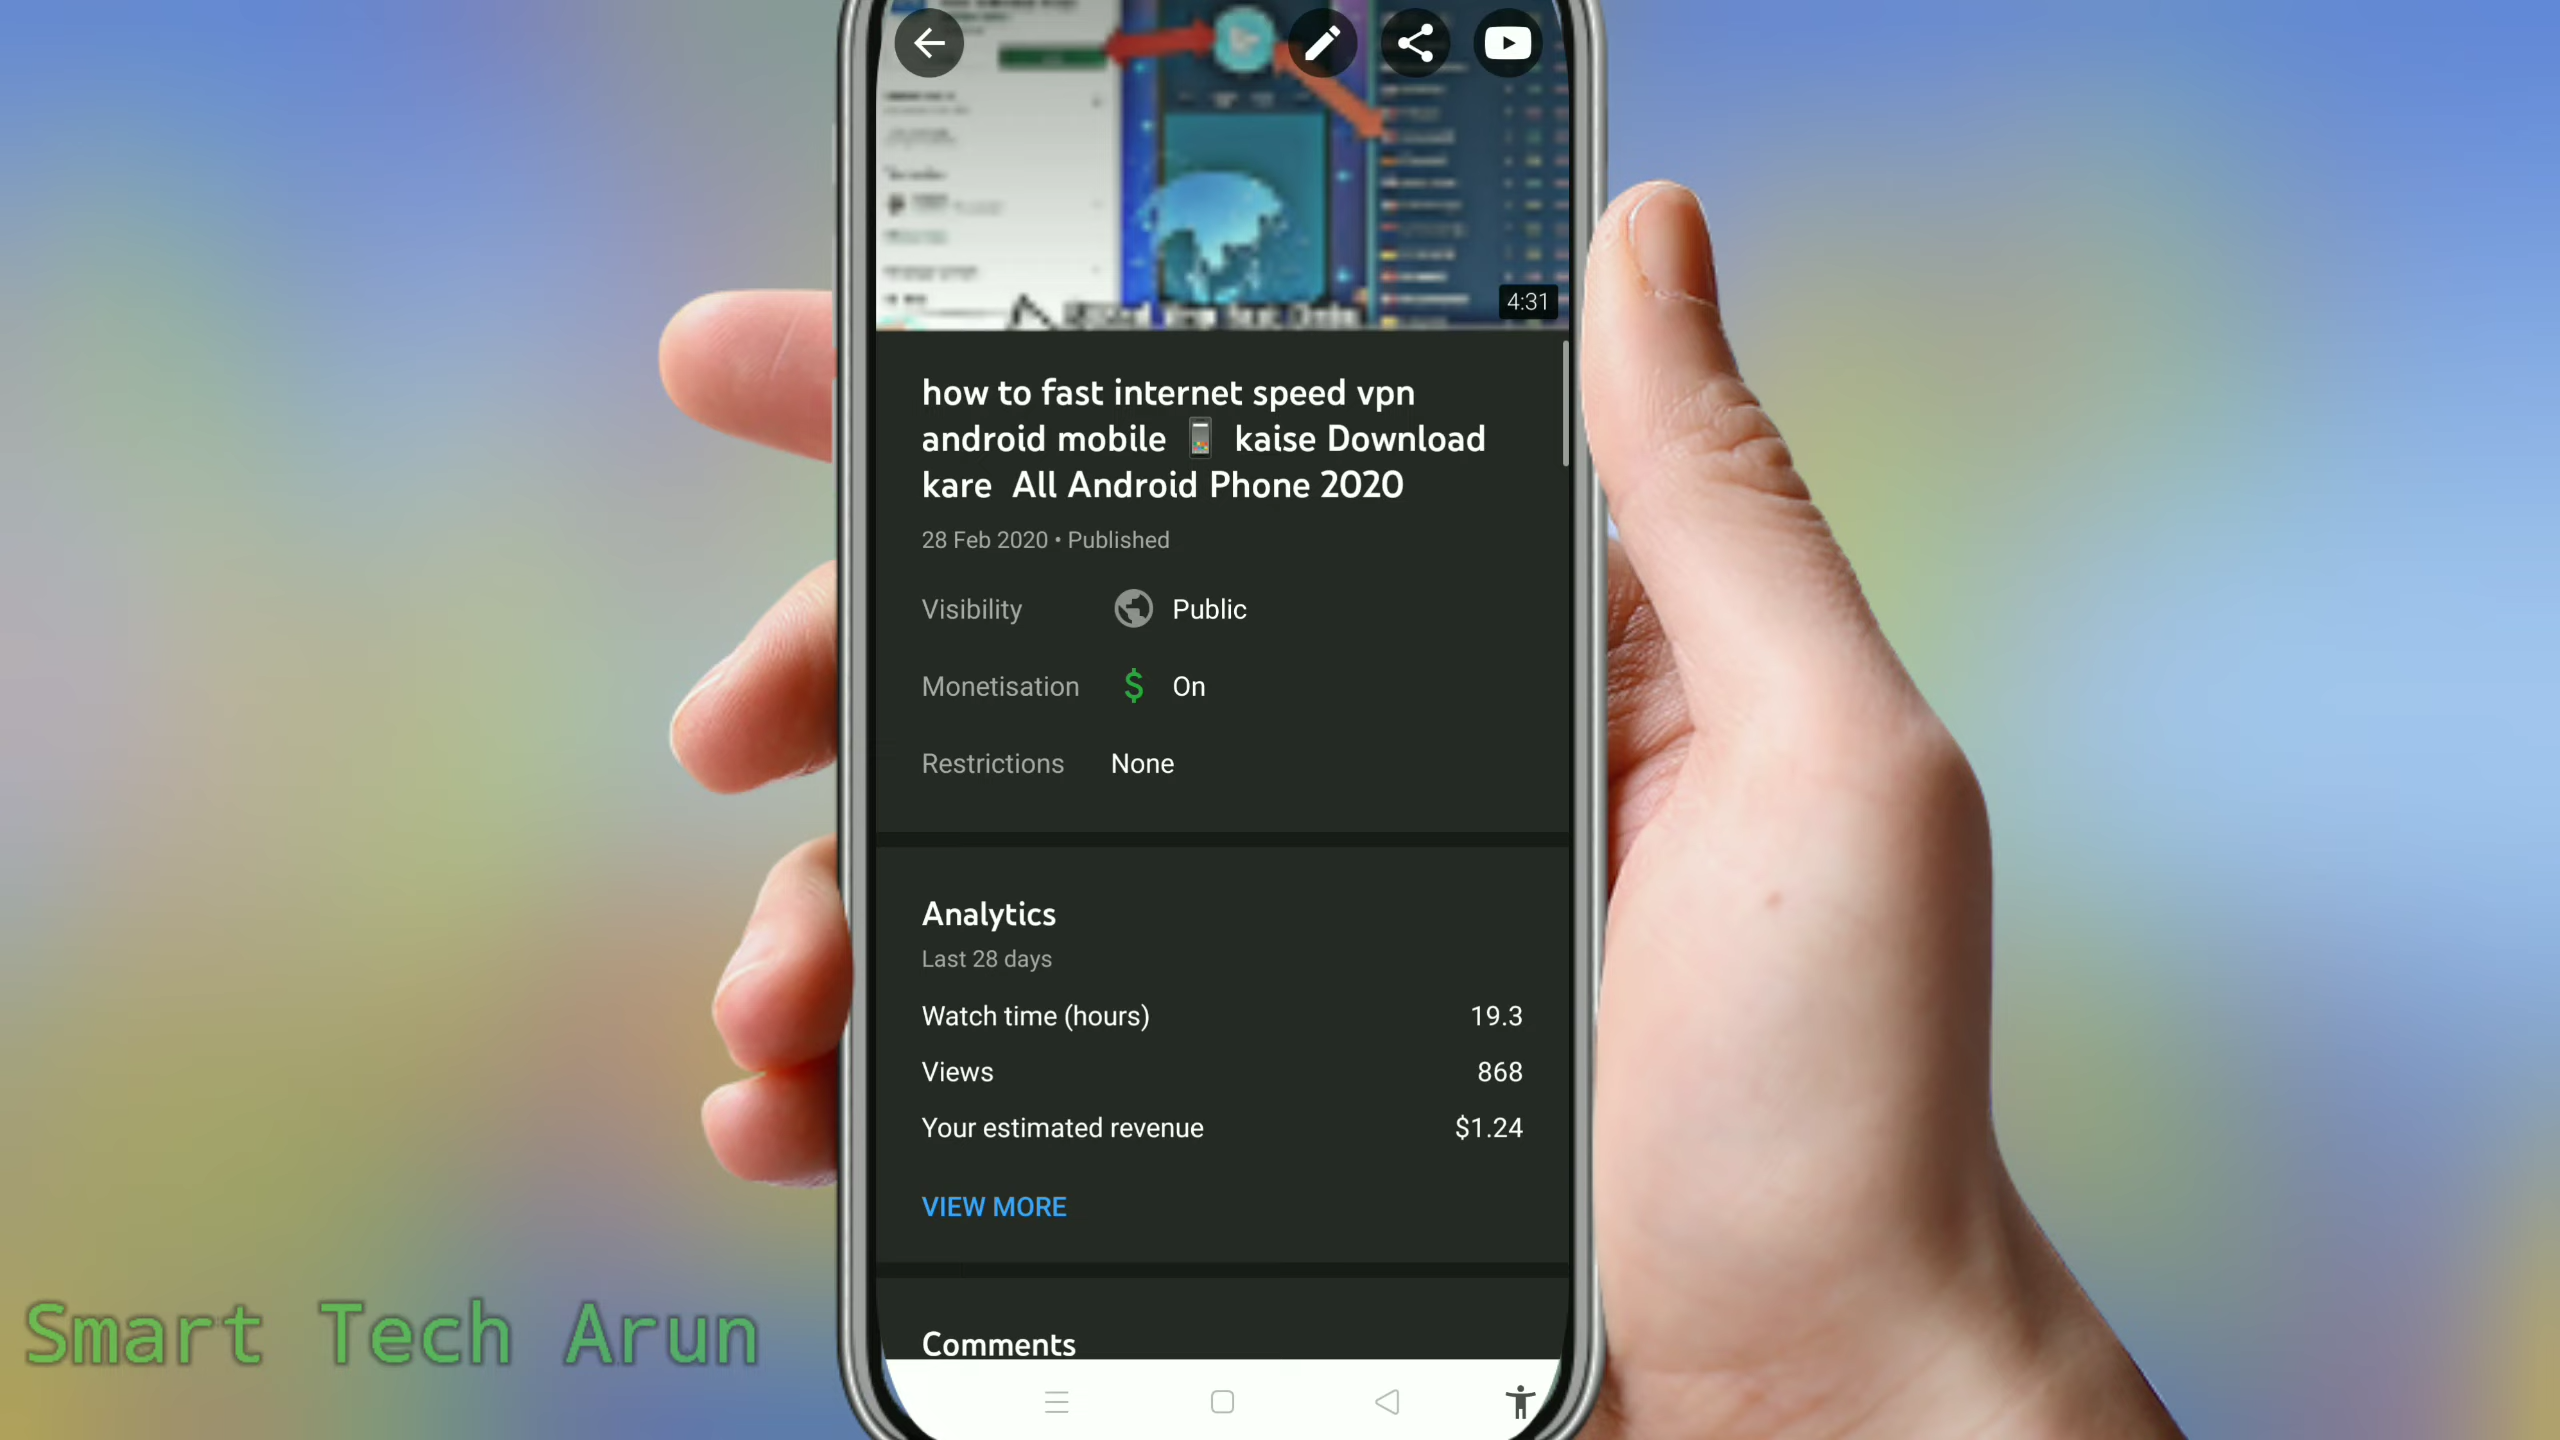 4:31
how to fast internet speed vpn
android mobile 📱 kaise Download
kare All Android Phone 2020
28 Feb 2020 • Published
Visibility Public
Monetisation $ On
Restrictions None
Analytics
Last 28 days
Watch time (hours) 19.3
Views 868
Your estimated revenue $1.24
VIEW MORE
Comments
Smart Tech Arun